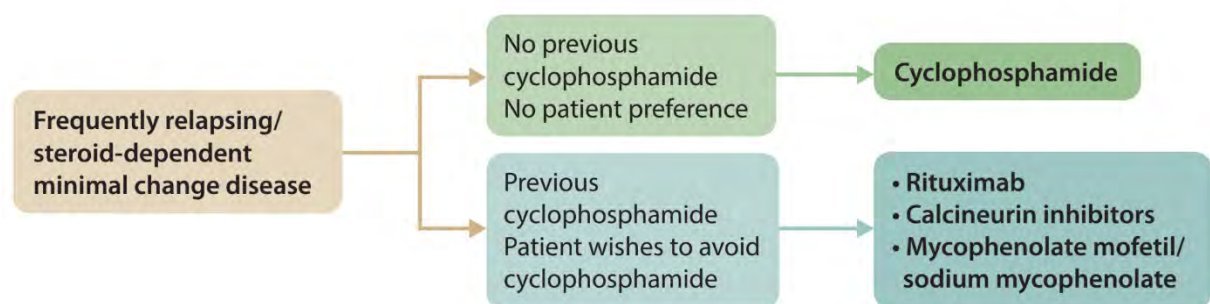 Frequently relapsing/
steroid-dependent
minimal change disease
No previous
cyclophosphamide
No patient preference
Cyclophosphamide
Previous
cyclophosphamide
Patient wishes to avoid
cyclophosphamide
• Rituximab
• Calcineurin inhibitors
• Mycophenolate mofetil/
sodium mycophenolate